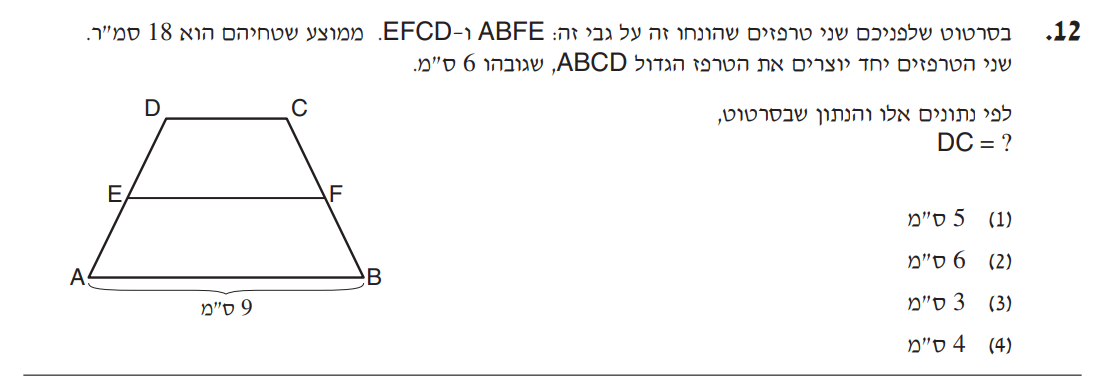 12. בסרטוט שלפניכם שני טרפזים שהונחו זה על גבי זה: ABFE ו-EFCD. ממוצע שטחיהם הוא 18 סמ"ר.
שני הטרפזים יחד יוצרים את הטרפז הגדול ABCD, שגובהו 6 ס"מ.
לפי נתונים אלו והנתון שבסרטוט,
DC = ?
(1) 5 ס"מ
(2) 6 ס"מ
(3) 3 ס"מ
(4) 4 ס"מ
D C
E F
A B
9 ס"מ